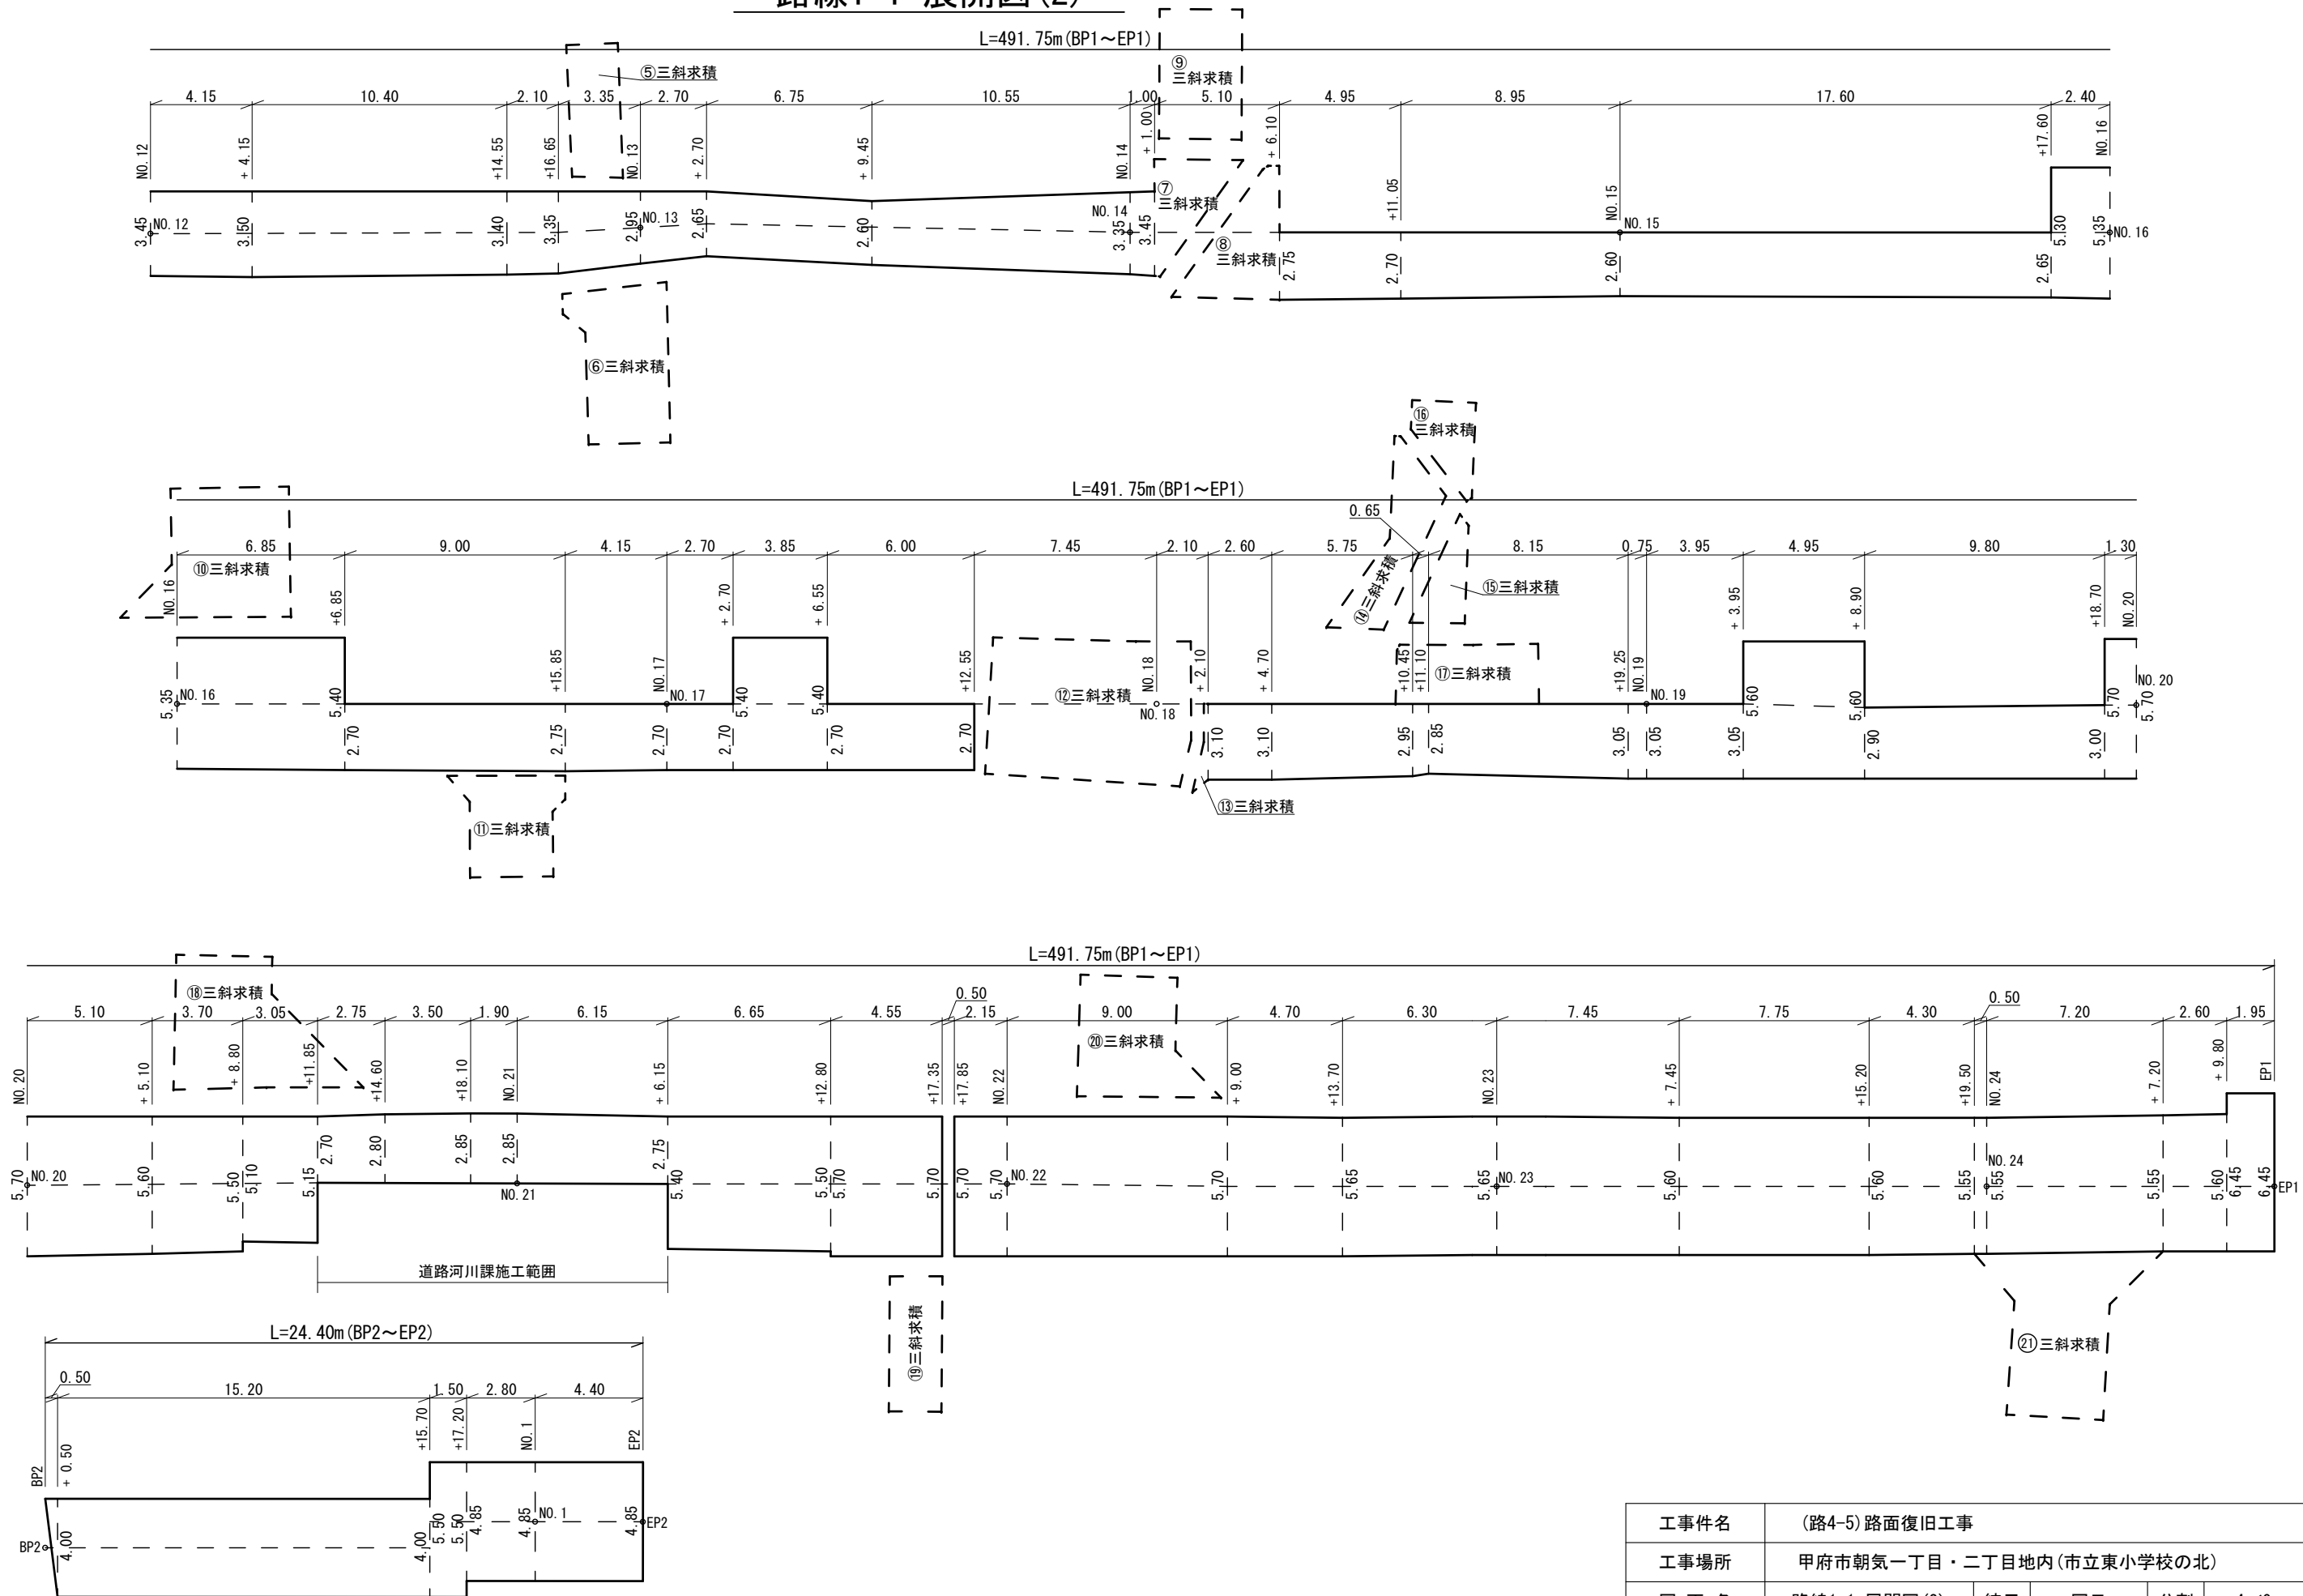 路線1-1 展開図(2)
L=491.75m(BP1～EP1)
⑤三斜求積
⑨
三斜求積
4.15 10.40 2.10 3.35 2.70 6.75 10.55 1.00 5.10 4.95 8.95 17.60 2.40
NO.12 + 4.15 +14.55 +16.65 NO.13 + 2.70 + 9.45 NO.14 + 1.00 + 6.10 +11.05 NO.15 +17.60 NO.16
⑦
三斜求積
3.45 NO.12 3.50 3.40 3.35 2.95 NO.13 2.65 2.60 NO.14 3.35 3.45 NO.15 5.30 5.35 NO.16
⑧
三斜求積
2.75 2.70 2.60 2.65
⑥三斜求積
⑯
三斜求積
L=491.75m(BP1～EP1)
0.65
6.85 9.00 4.15 2.70 3.85 6.00 7.45 2.10 2.60 5.75 8.15 0.75 3.95 4.95 9.80 1.30
⑩三斜求積
⑭三斜求積
⑮三斜求積
NO.16 +6.85 +15.85 NO.17 + 2.70 + 6.55 +12.55 NO.18 + 2.10 + 4.70 +10.45 +11.10 +19.25 NO.19 + 3.95 + 8.90 +18.70 NO.20
⑰三斜求積
5.35 NO.16 5.40 NO.17 5.40 5.40 ⑫三斜求積 NO.18 NO.19 5.60 5.60 5.70 NO.20 5.70
2.70 2.75 2.70 2.70 2.70 2.70 3.10 3.10 2.95 2.85 3.05 3.05 3.05 2.90 3.00
⑬三斜求積
⑪三斜求積
L=491.75m(BP1～EP1)
⑱三斜求積
0.50
0.50
5.10 3.70 3.05 2.75 3.50 1.90 6.15 6.65 4.55 2.15 9.00 4.70 6.30 7.45 7.75 4.30 7.20 2.60 1.95
⑳三斜求積
NO.20 + 5.10 + 8.80 +11.85 +14.60 +18.10 NO.21 + 6.15 +12.80 +17.35 +17.85 NO.22 + 9.00 +13.70 NO.23 + 7.45 +15.20 +19.50 NO.24 + 7.20 + 9.80 EP1
2.70 2.80 2.85 2.85 2.75
5.70 NO.20 5.60 5.50 5.10 5.15 NO.21 5.40 5.50 5.70 5.70 5.70 5.70 NO.22 5.70 5.65 5.65 NO.23 5.60 5.60 5.55 5.55 NO.24 5.55 5.60 6.45 6.45 EP1
道路河川課施工範囲
⑲三斜求積
㉑三斜求積
L=24.40m(BP2～EP2)
0.50
15.20 1.50 2.80 4.40
BP2 + 0.50 +15.70 +17.20 NO.1 EP2
BP2 4.00 4.00 5.50 5.50 4.85 4.85 NO.1 4.85 EP2
工事件名 (路4-5)路面復旧工事
工事場所 甲府市朝気一丁目・二丁目地内(市立東小学校の北)